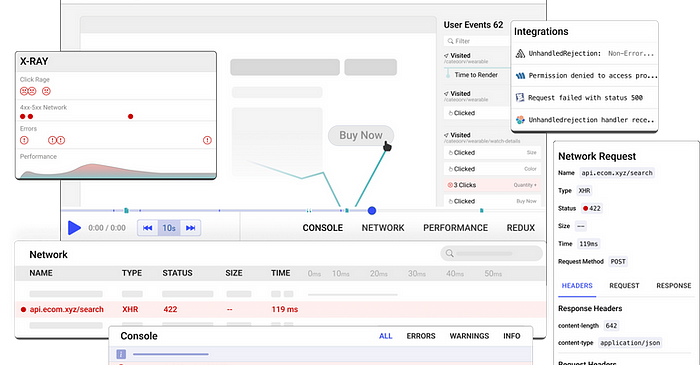 User Events 62
Filter
Visited
/category/wearable
Time to Render
Visited
/category/wearable
Clicked
Visited
/category/wearable/watch-details
Clicked Size
Clicked Color
3 Clicks Quantity +
Clicked Buy Now
Integrations
UnhandledRejection: Non-Error...
Permission denied to access pro...
Request failed with status 500
Unhandledrejection handler rece..
X-RAY
Click Rage
4xx-5xx Network
Errors
Performance
Buy Now
0:00 / 0:00
10s
CONSOLE NETWORK PERFORMANCE REDUX
Network
NAME TYPE STATUS SIZE TIME 0ms 10ms 20ms 30ms 40ms 50ms
api.ecom.xyz/search XHR 422 -- 119 ms
Console ALL ERRORS WARNINGS INFO
Network Request
Name api.ecom.xyz/search
Type XHR
Status 422
Size --
Time 119ms
Request Method POST
HEADERS REQUEST RESPONSE
Response Headers
content-length 642
content-type application/json
Request Headers